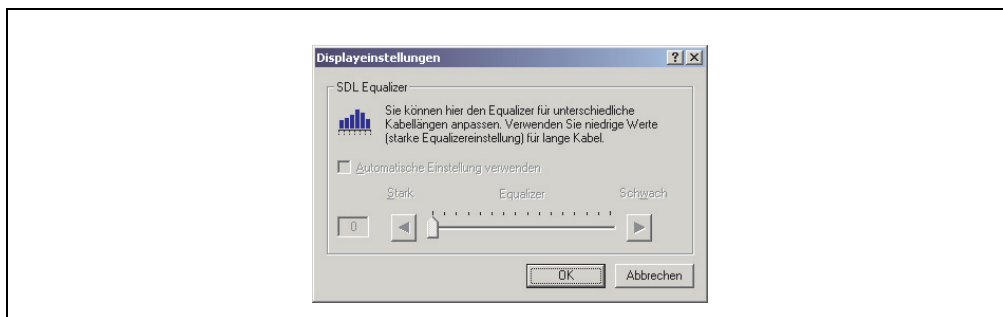 Displayeinstellungen
SDL Equalizer
Sie können hier den Equalizer für unterschiedliche
Kabellängen anpassen. Verwenden Sie niedrige Werte
(starke Equalizereinstellung) für lange Kabel.
Automatische Einstellung verwenden
Stark Equalizer Schwach
0
OK Abbrechen